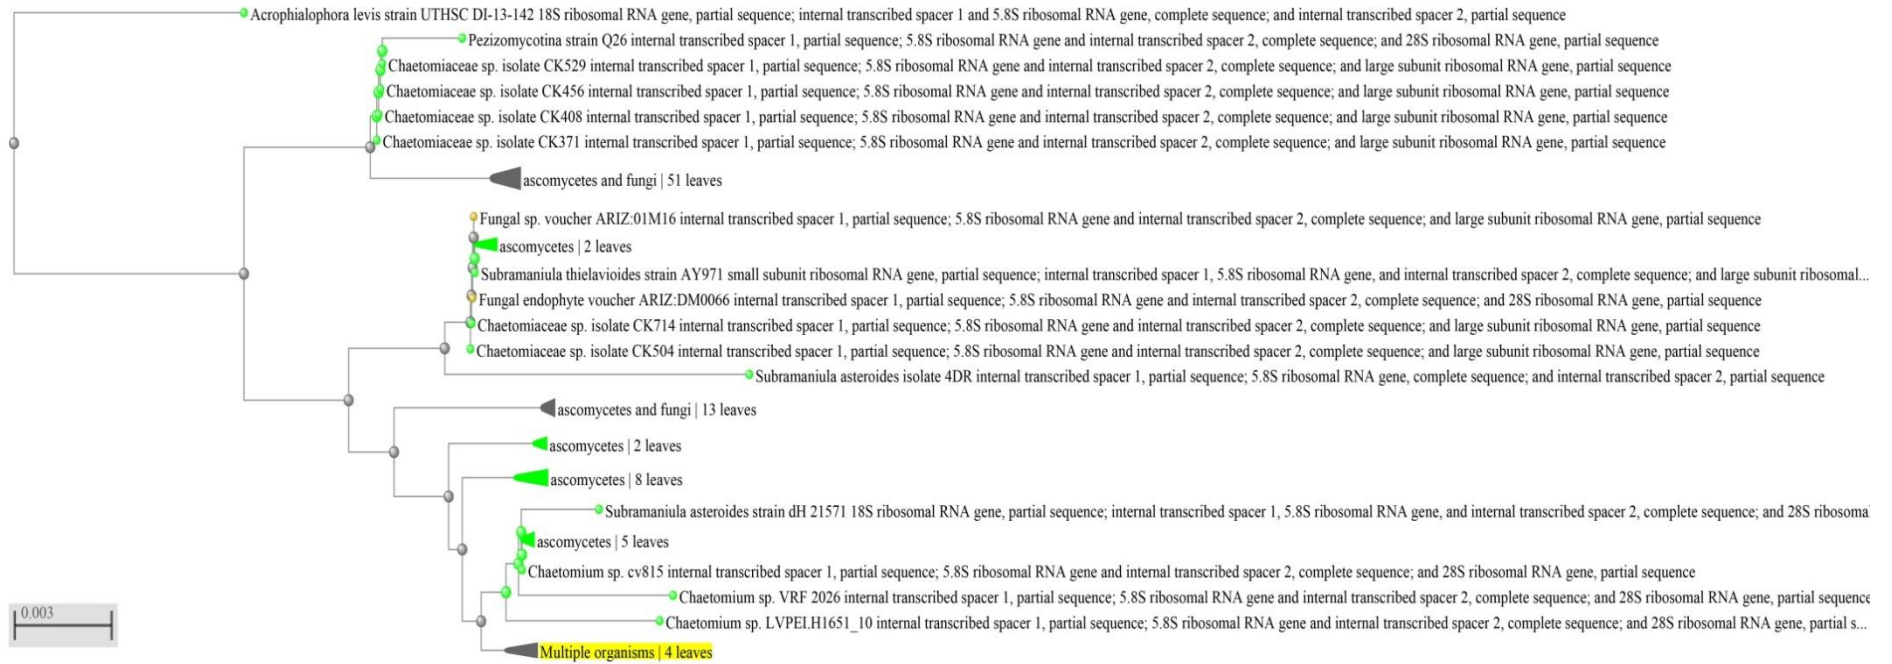 Acrophialophora levis strain UTHSC DI-13-142 18S ribosomal RNA gene, partial sequence; internal transcribed spacer 1 and 5.8S ribosomal RNA gene, complete sequence; and internal transcribed spacer 2, partial sequence
Pezizomycotina strain Q26 internal transcribed spacer 1, partial sequence; 5.8S ribosomal RNA gene and internal transcribed spacer 2, complete sequence; and 28S ribosomal RNA gene, partial sequence
Chaetomiaceae sp. isolate CK529 internal transcribed spacer 1, partial sequence; 5.8S ribosomal RNA gene and internal transcribed spacer 2, complete sequence; and large subunit ribosomal RNA gene, partial sequence
Chaetomiaceae sp. isolate CK456 internal transcribed spacer 1, partial sequence; 5.8S ribosomal RNA gene and internal transcribed spacer 2, complete sequence; and large subunit ribosomal RNA gene, partial sequence
Chaetomiaceae sp. isolate CK408 internal transcribed spacer 1, partial sequence; 5.8S ribosomal RNA gene and internal transcribed spacer 2, complete sequence; and large subunit ribosomal RNA gene, partial sequence
Chaetomiaceae sp. isolate CK371 internal transcribed spacer 1, partial sequence; 5.8S ribosomal RNA gene and internal transcribed spacer 2, complete sequence; and large subunit ribosomal RNA gene, partial sequence
ascomycetes and fungi | 51 leaves
Fungal sp. voucher ARIZ:01M16 internal transcribed spacer 1, partial sequence; 5.8S ribosomal RNA gene and internal transcribed spacer 2, complete sequence; and large subunit ribosomal RNA gene, partial sequence
ascomycetes | 2 leaves
Subramaniula thielavioides strain AY971 small subunit ribosomal RNA gene, partial sequence; internal transcribed spacer 1, 5.8S ribosomal RNA gene, and internal transcribed spacer 2, complete sequence; and large subunit ribosomal...
Fungal endophyte voucher ARIZ:DM0066 internal transcribed spacer 1, partial sequence; 5.8S ribosomal RNA gene and internal transcribed spacer 2, complete sequence; and 28S ribosomal RNA gene, partial sequence
Chaetomiaceae sp. isolate CK714 internal transcribed spacer 1, partial sequence; 5.8S ribosomal RNA gene and internal transcribed spacer 2, complete sequence; and large subunit ribosomal RNA gene, partial sequence
Chaetomiaceae sp. isolate CK504 internal transcribed spacer 1, partial sequence; 5.8S ribosomal RNA gene and internal transcribed spacer 2, complete sequence; and large subunit ribosomal RNA gene, partial sequence
Subramaniula asteroides isolate 4DR internal transcribed spacer 1, partial sequence; 5.8S ribosomal RNA gene, complete sequence; and internal transcribed spacer 2, partial sequence
ascomycetes and fungi | 13 leaves
ascomycetes | 2 leaves
ascomycetes | 8 leaves
Subramaniula asteroides strain dH 21571 18S ribosomal RNA gene, partial sequence; internal transcribed spacer 1, 5.8S ribosomal RNA gene, and internal transcribed spacer 2, complete sequence; and 28S ribosomal
ascomycetes | 5 leaves
Chaetomium sp. cv815 internal transcribed spacer 1, partial sequence; 5.8S ribosomal RNA gene and internal transcribed spacer 2, complete sequence; and 28S ribosomal RNA gene, partial sequence
Chaetomium sp. VRF 2026 internal transcribed spacer 1, partial sequence; 5.8S ribosomal RNA gene and internal transcribed spacer 2, complete sequence; and 28S ribosomal RNA gene, partial sequence
Chaetomium sp. LVPEI.H1651_10 internal transcribed spacer 1, partial sequence; 5.8S ribosomal RNA gene and internal transcribed spacer 2, complete sequence; and 28S ribosomal RNA gene, partial s...
0.003
Multiple organisms | 4 leaves